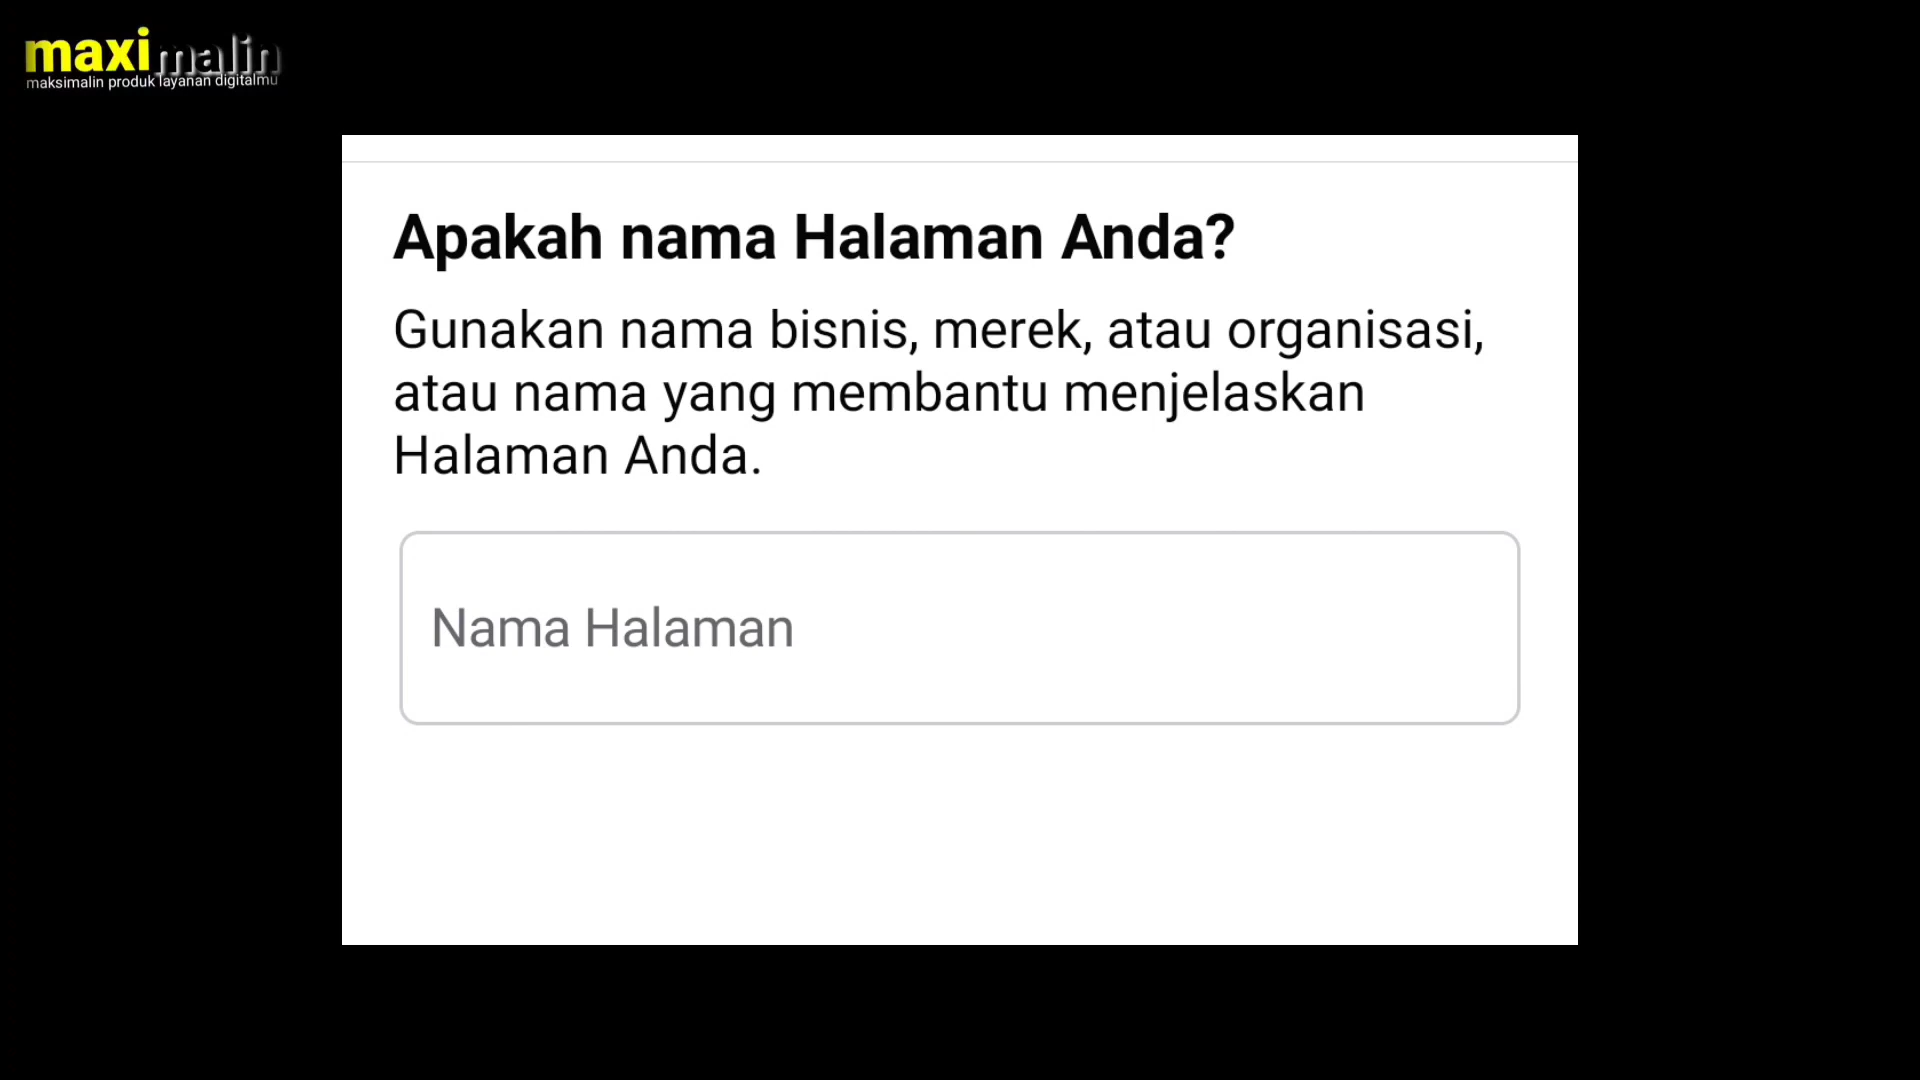 maximalin
maksimalin produk layanan digitalmu
Apakah nama Halaman Anda?
Gunakan nama bisnis, merek, atau organisasi,
atau nama yang membantu menjelaskan
Halaman Anda.
Nama Halaman